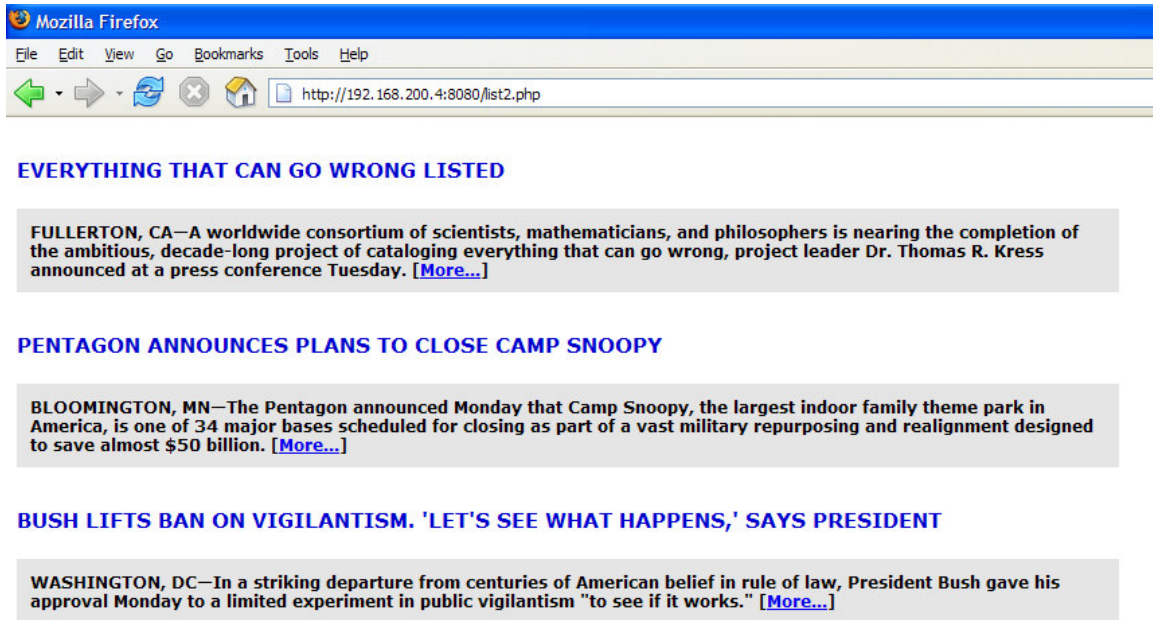 Mozilla Firefox
File Edit View Go Bookmarks Tools Help
http://192.168.200.4:8080/list2.php
EVERYTHING THAT CAN GO WRONG LISTED
FULLERTON, CA—A worldwide consortium of scientists, mathematicians, and philosophers is nearing the completion of
the ambitious, decade-long project of cataloging everything that can go wrong, project leader Dr. Thomas R. Kress
announced at a press conference Tuesday. [More...]
PENTAGON ANNOUNCES PLANS TO CLOSE CAMP SNOOPY
BLOOMINGTON, MN—The Pentagon announced Monday that Camp Snoopy, the largest indoor family theme park in
America, is one of 34 major bases scheduled for closing as part of a vast military repurposing and realignment designed
to save almost $50 billion. [More...]
BUSH LIFTS BAN ON VIGILANTISM. 'LET'S SEE WHAT HAPPENS,' SAYS PRESIDENT
WASHINGTON, DC—In a striking departure from centuries of American belief in rule of law, President Bush gave his
approval Monday to a limited experiment in public vigilantism "to see if it works." [More...]